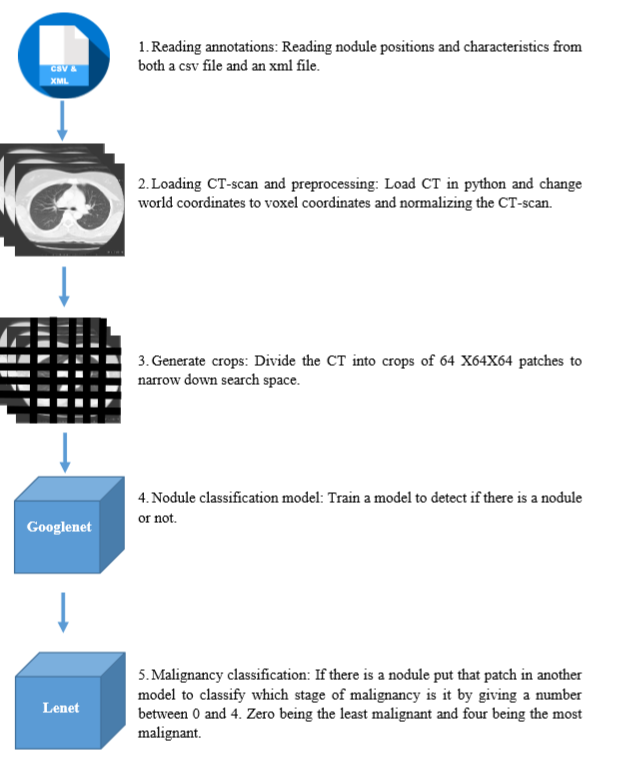 CSV &
XML
1. Reading annotations: Reading nodule positions and characteristics from
both a csv file and an xml file.
2. Loading CT-scan and preprocessing: Load CT in python and change
world coordinates to voxel coordinates and normalizing the CT-scan.
3. Generate crops: Divide the CT into crops of 64 X64X64 patches to
narrow down search space.
Googlenet
4. Nodule classification model: Train a model to detect if there is a nodule
or not.
Lenet
5. Malignancy classification: If there is a nodule put that patch in another
model to classify which stage of malignancy is it by giving a number
between 0 and 4. Zero being the least malignant and four being the most
malignant.